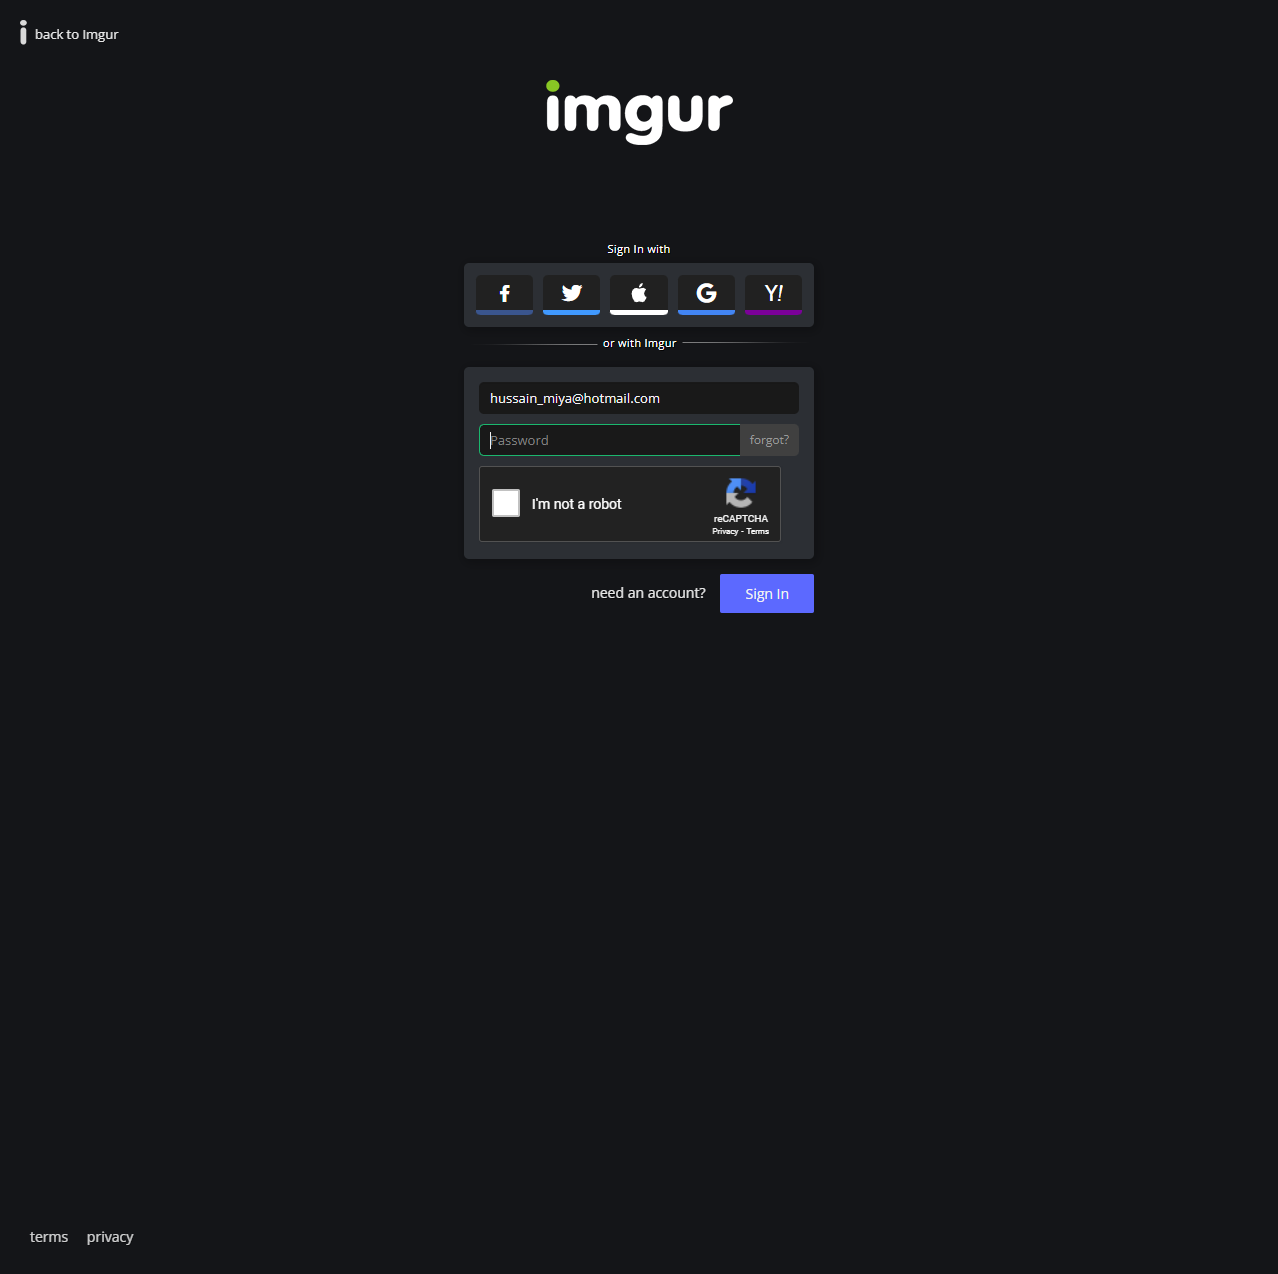 back to Imgur
imgur
Sign In with
Y!
or with Imgur
hussain_miya@hotmail.com
Password
forgot?
I'm not a robot
reCAPTCHA
Privacy - Terms
need an account?
Sign In
terms
privacy